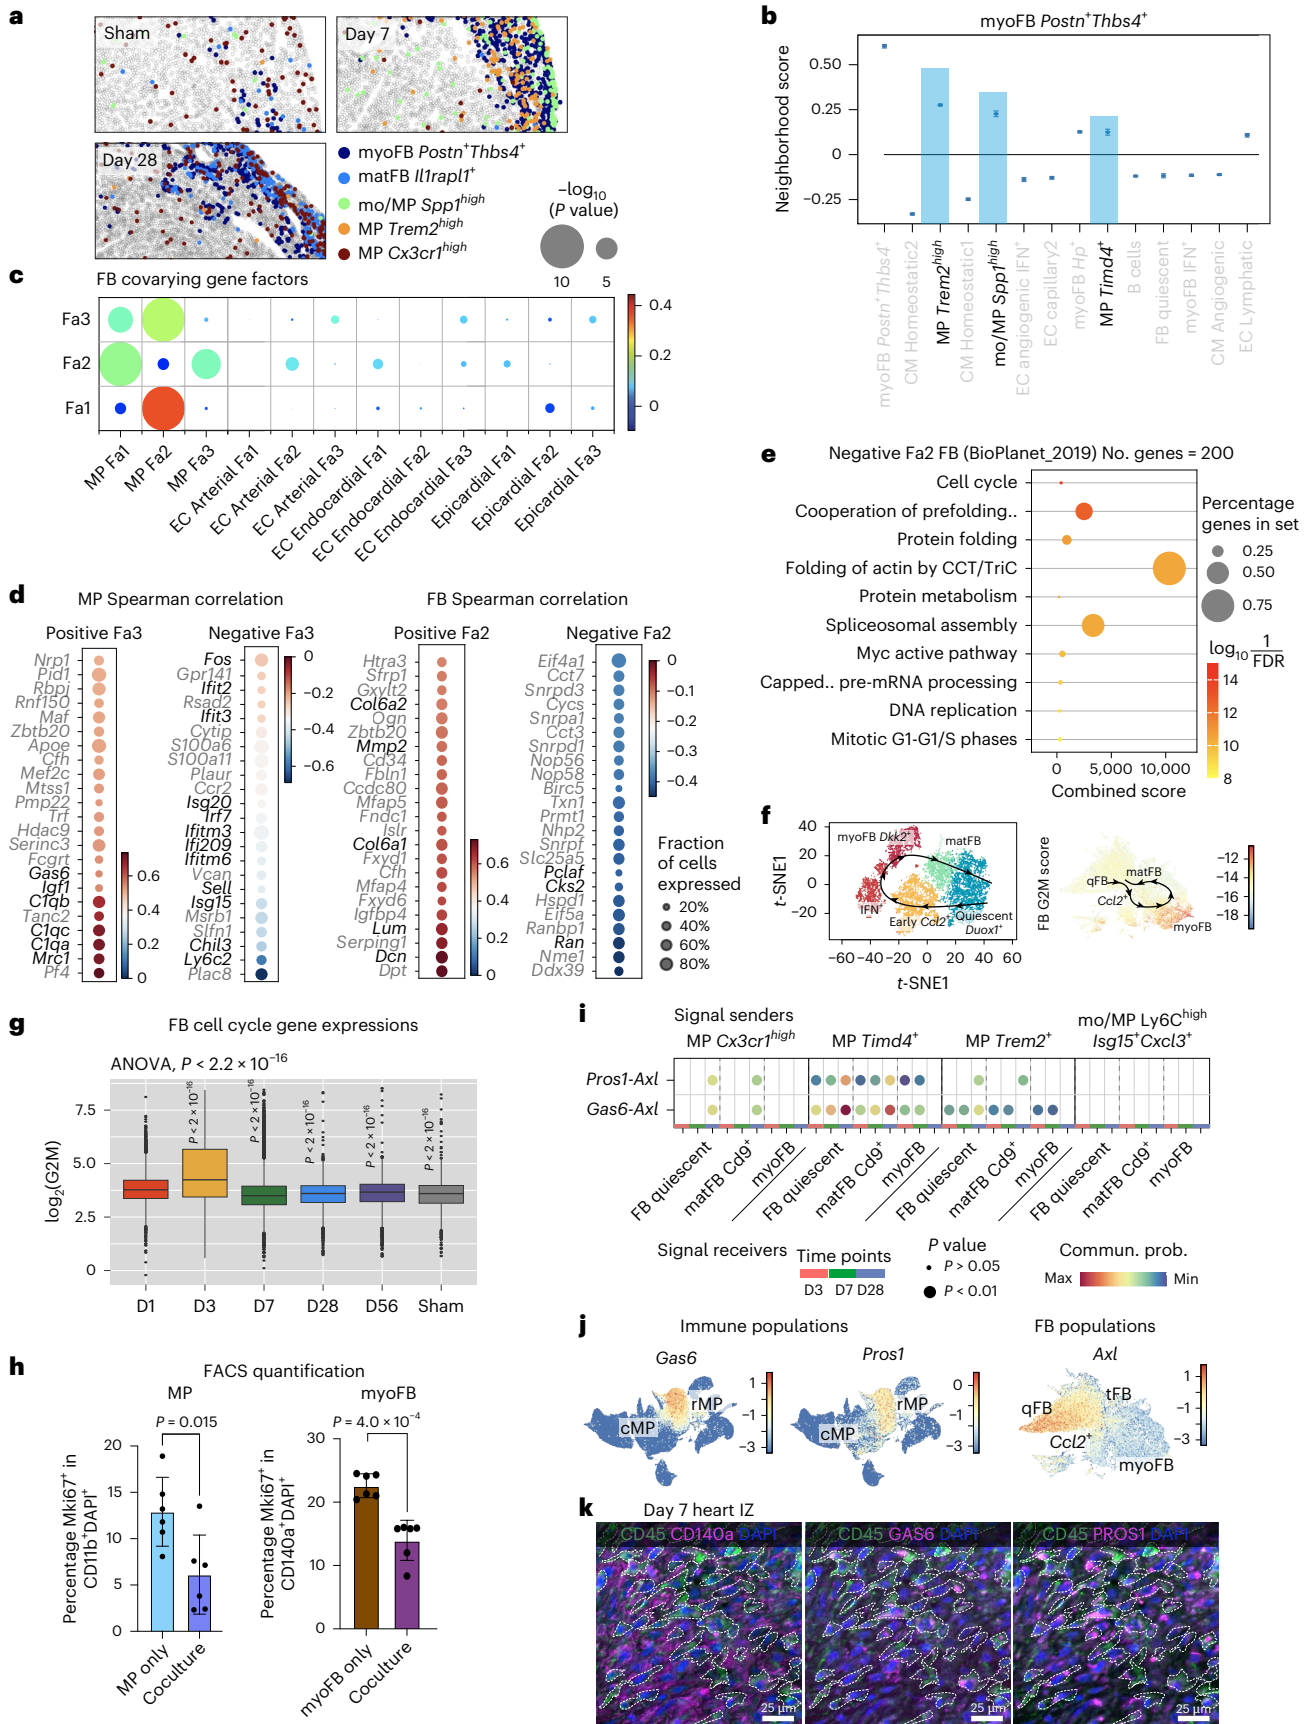 a
Sham
Day 7
Day 28
myoFB Postn+Thbs4+
matFB Il1rapl1+
mo/MP Spp1high
MP Trem2high
MP Cx3cr1high
−log10
(P value)
10
5
b
myoFB Postn+Thbs4+
Neighborhood score
0.50
0.25
0
−0.25
myoFB Postn+Thbs4+
CM Homeostatic2
MP Trem2high
CM Homeostatic1
mo/MP Spp1high
EC angiogenic IFN+
EC capillary2
myoFB Hp+
MP Timd4+
B cells
FB quiescent
myoFB IFN+
CM Angiogenic
EC Lymphatic
c
FB covarying gene factors
Fa3
Fa2
Fa1
0.4
0.2
0
MP Fa1
MP Fa2
MP Fa3
EC Arterial Fa1
EC Arterial Fa2
EC Arterial Fa3
EC Endocardial Fa1
EC Endocardial Fa2
EC Endocardial Fa3
Epicardial Fa1
Epicardial Fa2
Epicardial Fa3
d
MP Spearman correlation
FB Spearman correlation
Positive Fa3
Nrp1
Pid1
Rbpj
Rnf150
Maf
Zbtb20
Apoe
Cfh
Mef2c
Mtss1
Pmp22
Trf
Hdac9
Serinc3
Fcgrt
Gas6
Igf1
C1qb
Tanc2
C1qc
C1qa
Mrc1
Pf4
0.6
0.4
0.2
0
Negative Fa3
Fos
Gpr141
Ifit2
Rsad2
Ifit3
Cytip
S100a6
S100a11
Plaur
Ccr2
Isg20
Irf7
Ifitm3
Ifi209
Ifitm6
Vcan
Sell
Isg15
Msrb1
Slfn1
Chil3
Ly6c2
Plac8
0
−0.2
−0.4
−0.6
Positive Fa2
Htra3
Sfrp1
Gxylt2
Col6a2
Ogn
Zbtb20
Mmp2
Cd34
Fbln1
Ccdc80
Mfap5
Fndc1
Islr
Col6a1
Fxyd1
Cfh
Mfap4
Fxyd6
Igfbp4
Lum
Serping1
Dcn
Dpt
0.6
0.4
0.2
0
Negative Fa2
Eif4a1
Cct7
Snrpd3
Cycs
Snrpa1
Cct3
Snrpd1
Nop56
Nop58
Birc5
Txn1
Prmt1
Nhp2
Snrpf
Slc25a5
Pclaf
Cks2
Hspd1
Eif5a
Ranbp1
Ran
Nme1
Ddx39
0
−0.1
−0.2
−0.3
−0.4
Fraction
of cells
expressed
20%
40%
60%
80%
e
Negative Fa2 FB (BioPlanet_2019) No. genes = 200
Cell cycle
Cooperation of prefolding..
Protein folding
Folding of actin by CCT/TriC
Protein metabolism
Spliceosomal assembly
Myc active pathway
Capped.. pre-mRNA processing
DNA replication
Mitotic G1-G1/S phases
0
5,000
10,000
Combined score
Percentage
genes in set
0.25
0.50
0.75
log10 1/FDR
14
12
10
8
f
t-SNE1
40
20
0
−20
−60
−40
−20
0
20
40
60
t-SNE1
myoFB Dkk2+
matFB
IFN+
Early Ccl2+
Quiescent
Duox1+
FB G2M score
qFB
matFB
Ccl2+
myoFB
−12
−14
−16
−18
g
FB cell cycle gene expressions
ANOVA, P < 2.2 × 10−16
log2(G2M)
7.5
5.0
2.5
0
P < 2 × 10−16
P < 2 × 10−16
P < 2 × 10−16
P < 2 × 10−16
P < 2 × 10−16
D1
D3
D7
D28
D56
Sham
h
FACS quantification
MP
P = 0.015
Percentage Mki67+ in
CD11b+DAPI+
20
15
10
5
0
MP only
Coculture
myoFB
P = 4.0 × 10−4
Percentage Mki67+ in
CD140a+DAPI+
30
20
10
0
myoFB only
Coculture
i
Signal senders
MP Cx3cr1high
MP Timd4+
MP Trem2+
mo/MP Ly6Chigh
Isg15+Cxcl3+
Pros1-Axl
Gas6-Axl
FB quiescent
matFB Cd9+
myoFB
FB quiescent
matFB Cd9+
myoFB
FB quiescent
matFB Cd9+
myoFB
FB quiescent
matFB Cd9+
myoFB
Signal receivers
Time points
D3
D7
D28
P value
P > 0.05
P < 0.01
Commun. prob.
Max
Min
j
Immune populations
FB populations
Gas6
cMP
rMP
1
−1
−3
Pros1
cMP
rMP
0
−1
−3
Axl
qFB
tFB
Ccl2+
myoFB
1
−1
−3
k
Day 7 heart IZ
CD45 CD140a DAPI
25 µm
CD45 GAS6 DAPI
25 µm
CD45 PROS1 DAPI
25 µm